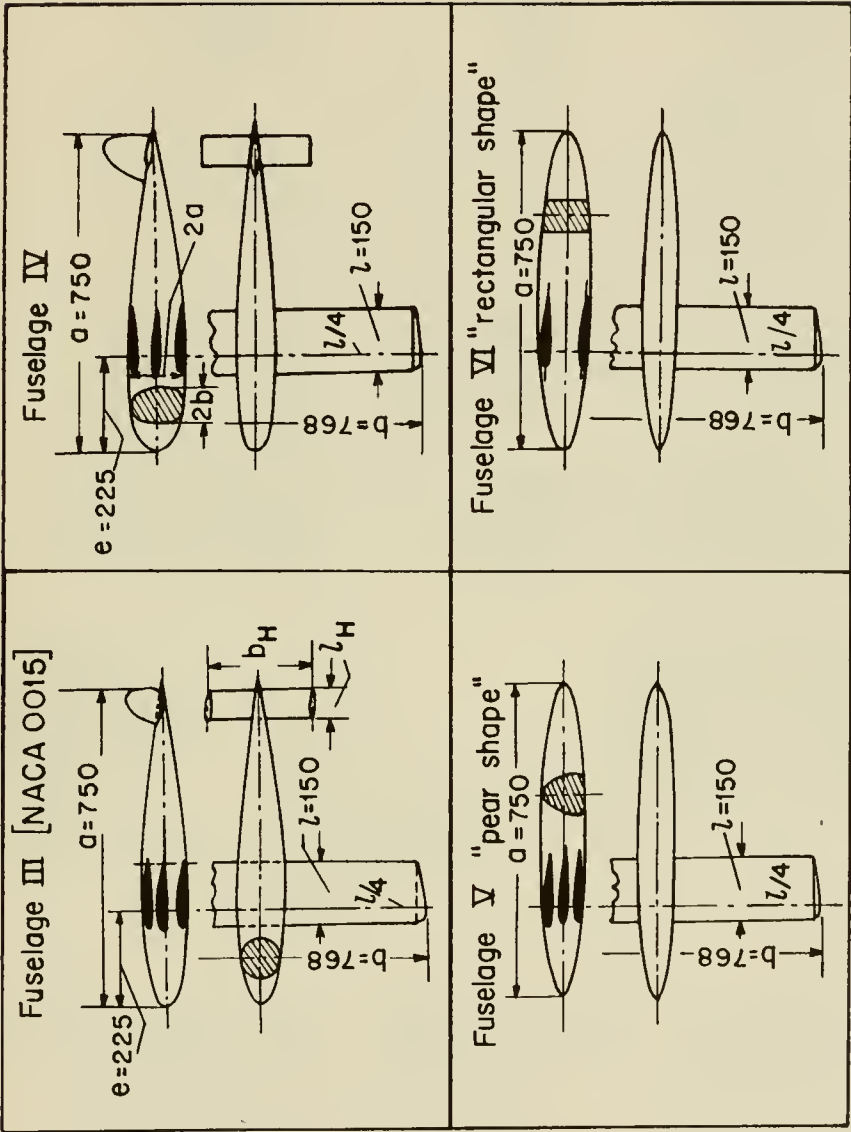 Fuselage III [NACA 0015]
a=750
e=225
b_H
l_H
l=150
l/4
b=768
Fuselage IV
a=750
e=225
2a
2b
l=150
l/4
b=768
Fuselage V "pear shape"
a=750
l=150
l/4
b=768
Fuselage VI "rectangular shape"
a=750
l=150
l/4
b=768